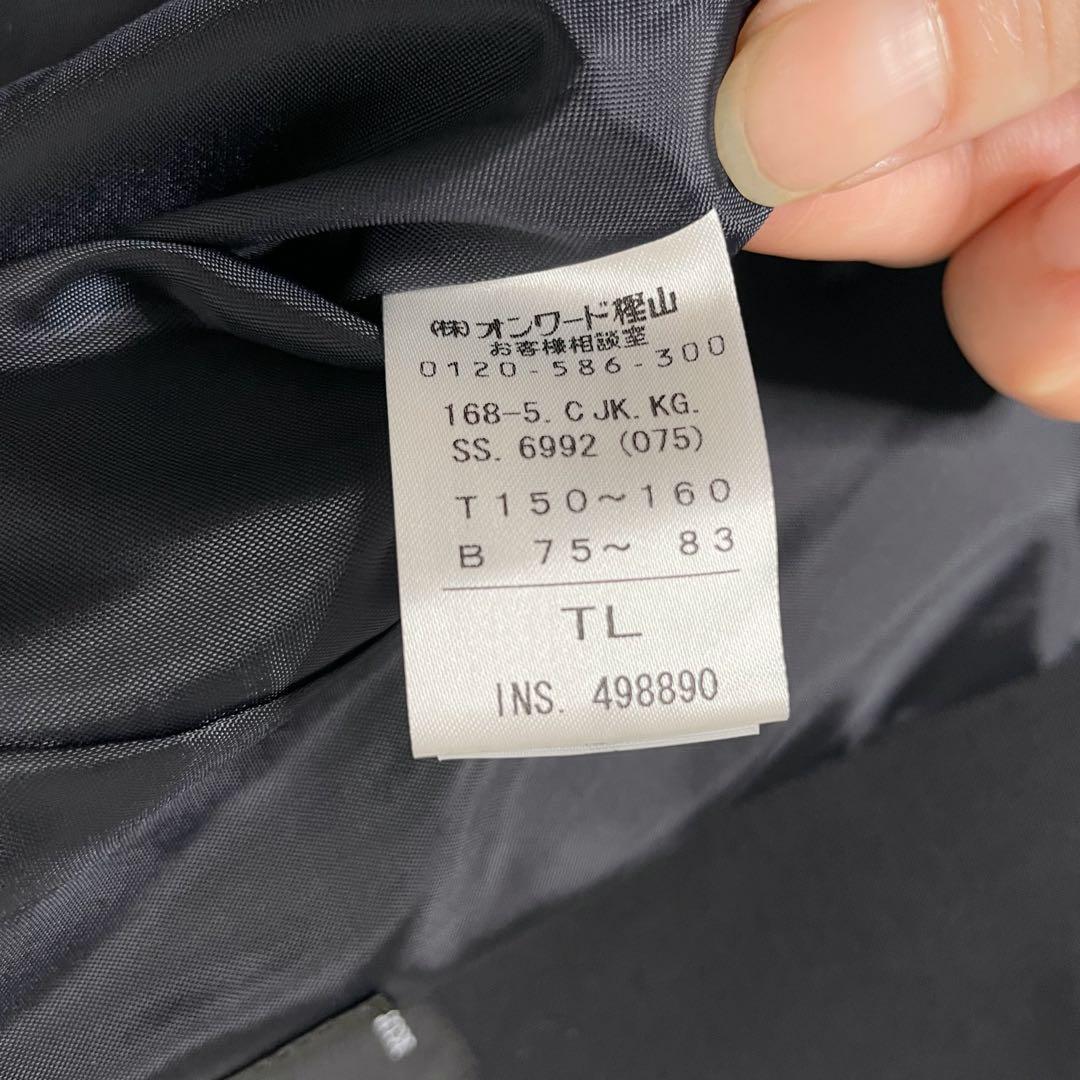 (株)オンワード樫山
お客様相談室
0120-586-300
168-5. C JK. KG.
SS. 6992 (075)
T150～160
B 75～ 83
TL
INS. 498890